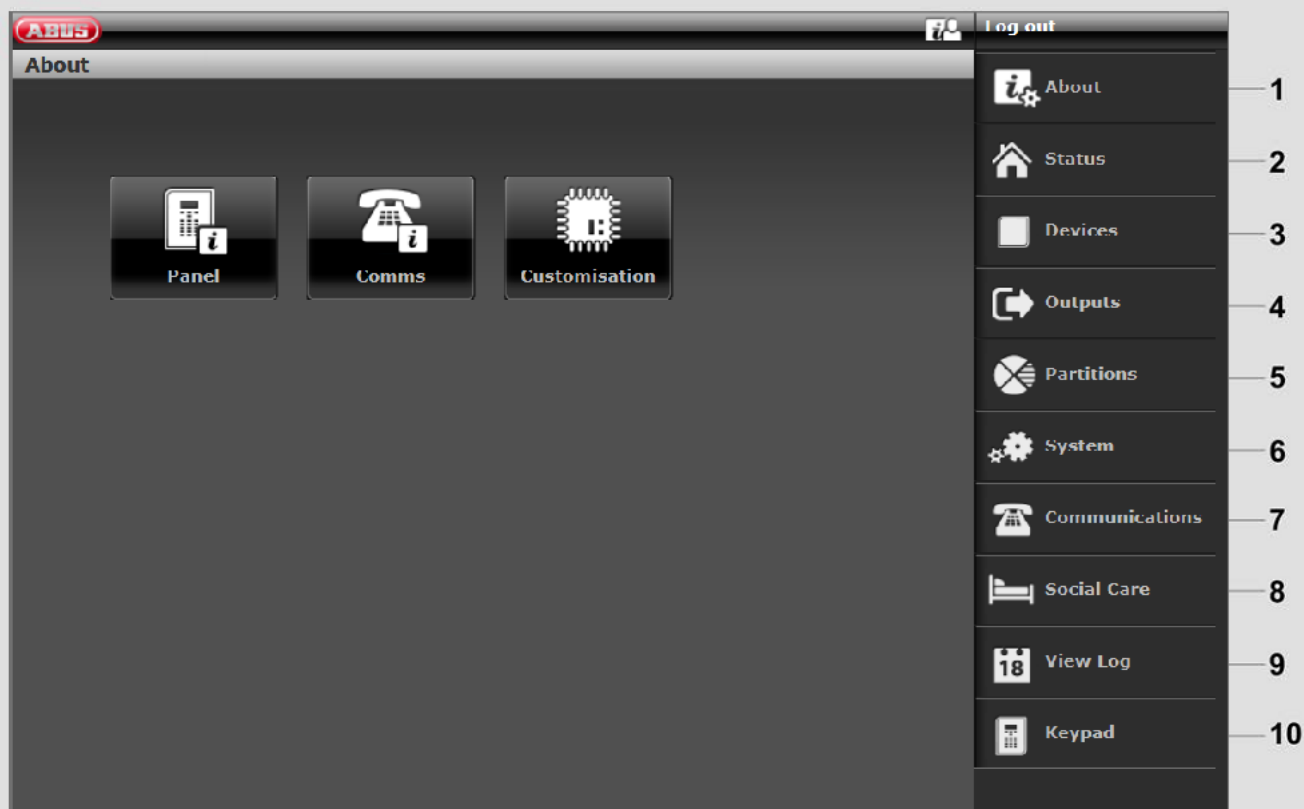 ABUS
Log out
About
Panel
Comms
Customisation
About
1
Status
2
Devices
3
Outputs
4
Partitions
5
System
6
Communications
7
Social Care
8
18
View Log
9
Keypad
10